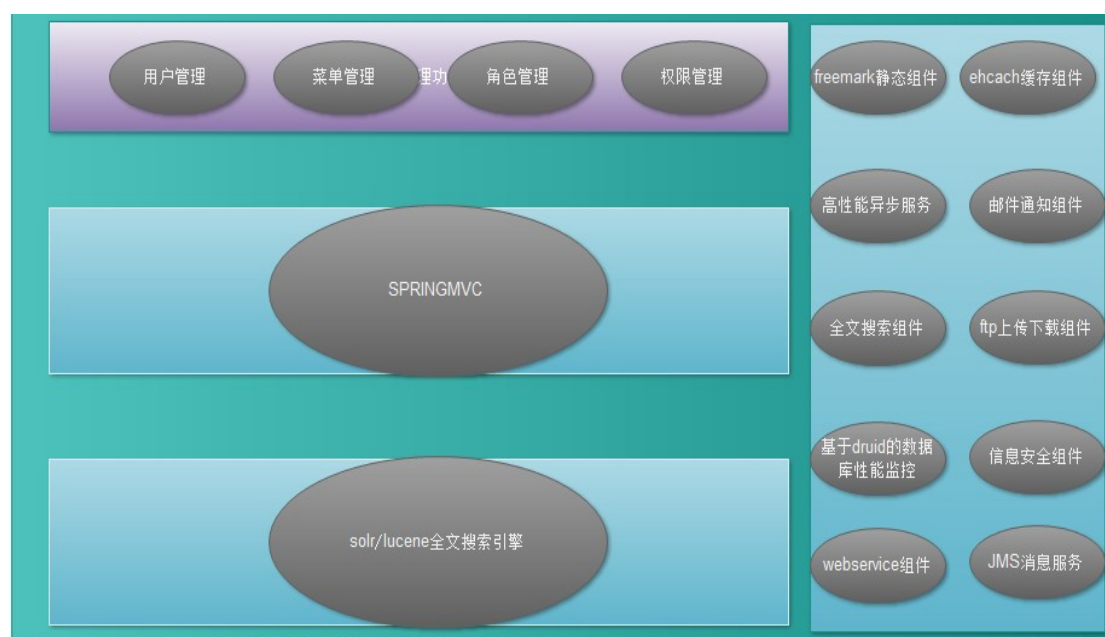 用户管理
菜单管理
理功
角色管理
权限管理
freemark静态组件
ehcach缓存组件
高性能异步服务
邮件通知组件
SPRINGMVC
全文搜索组件
ftp上传下载组件
基于druid的数据
库性能监控
信息安全组件
solr/lucene全文搜索引擎
webservice组件
JMS消息服务